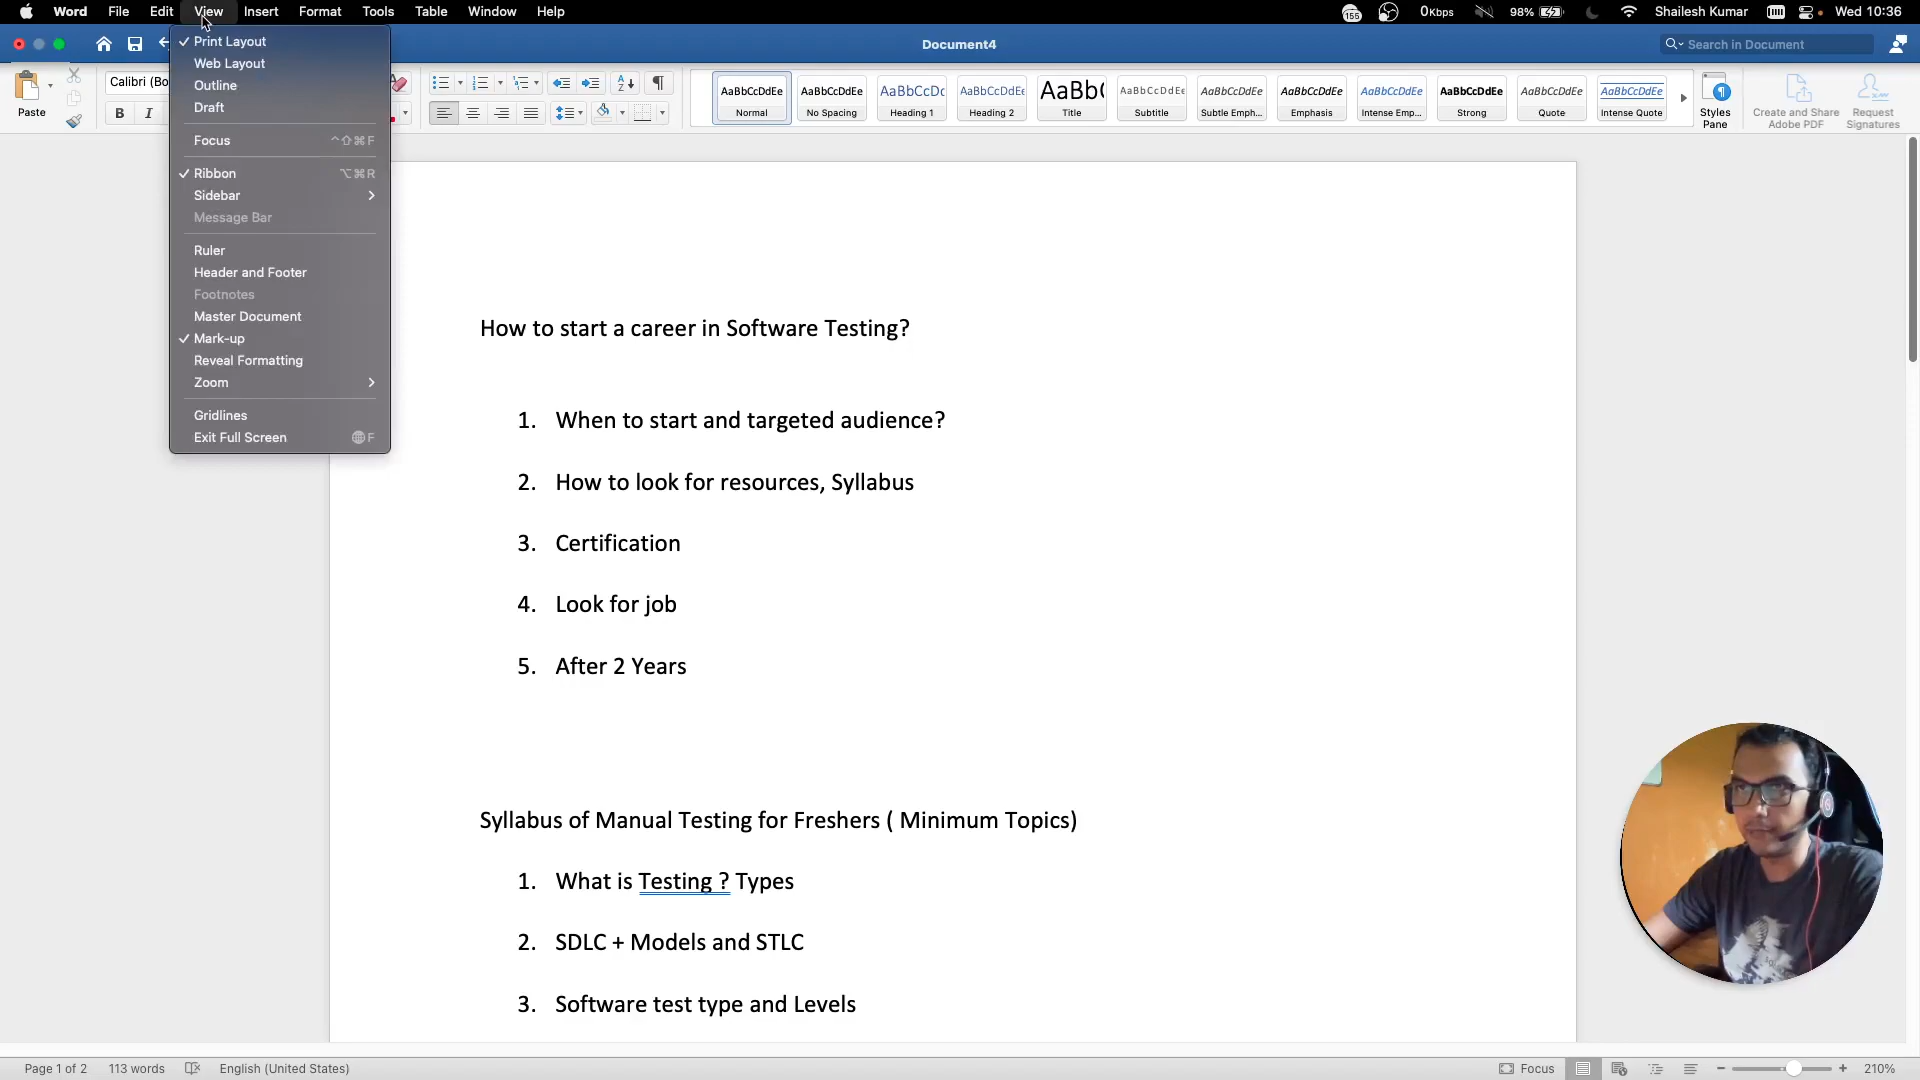 Word File Edit View Insert Format Tools Table Window Help
155 0Kbps 98% Shailesh Kumar Wed 10:36
Document4
Search in Document
Paste
Calibri (Bo
B I
AaBbCcDdEe AaBbCcDdEe AaBbCcDc AaBbCcDdEe AaBb( AaBbCcDdEe AaBbCcDdEe AaBbCcDdEe AaBbCcDdEe AaBbCcDdEe AaBbCcDdEe AaBbCcDdEe
Normal No Spacing Heading 1 Heading 2 Title Subtitle Subtle Emph... Emphasis Intense Emp... Strong Quote Intense Quote
Styles Pane
Create and Share Adobe PDF
Request Signatures
Print Layout
Web Layout
Outline
Draft
Focus ^⇧⌘F
Ribbon ⌥⌘R
Sidebar
Message Bar
Ruler
Header and Footer
Footnotes
Master Document
Mark-up
Reveal Formatting
Zoom
Gridlines
Exit Full Screen F
How to start a career in Software Testing?
1. When to start and targeted audience?
2. How to look for resources, Syllabus
3. Certification
4. Look for job
5. After 2 Years
Syllabus of Manual Testing for Freshers ( Minimum Topics)
1. What is Testing ? Types
2. SDLC + Models and STLC
3. Software test type and Levels
Page 1 of 2 113 words English (United States) Focus 210%